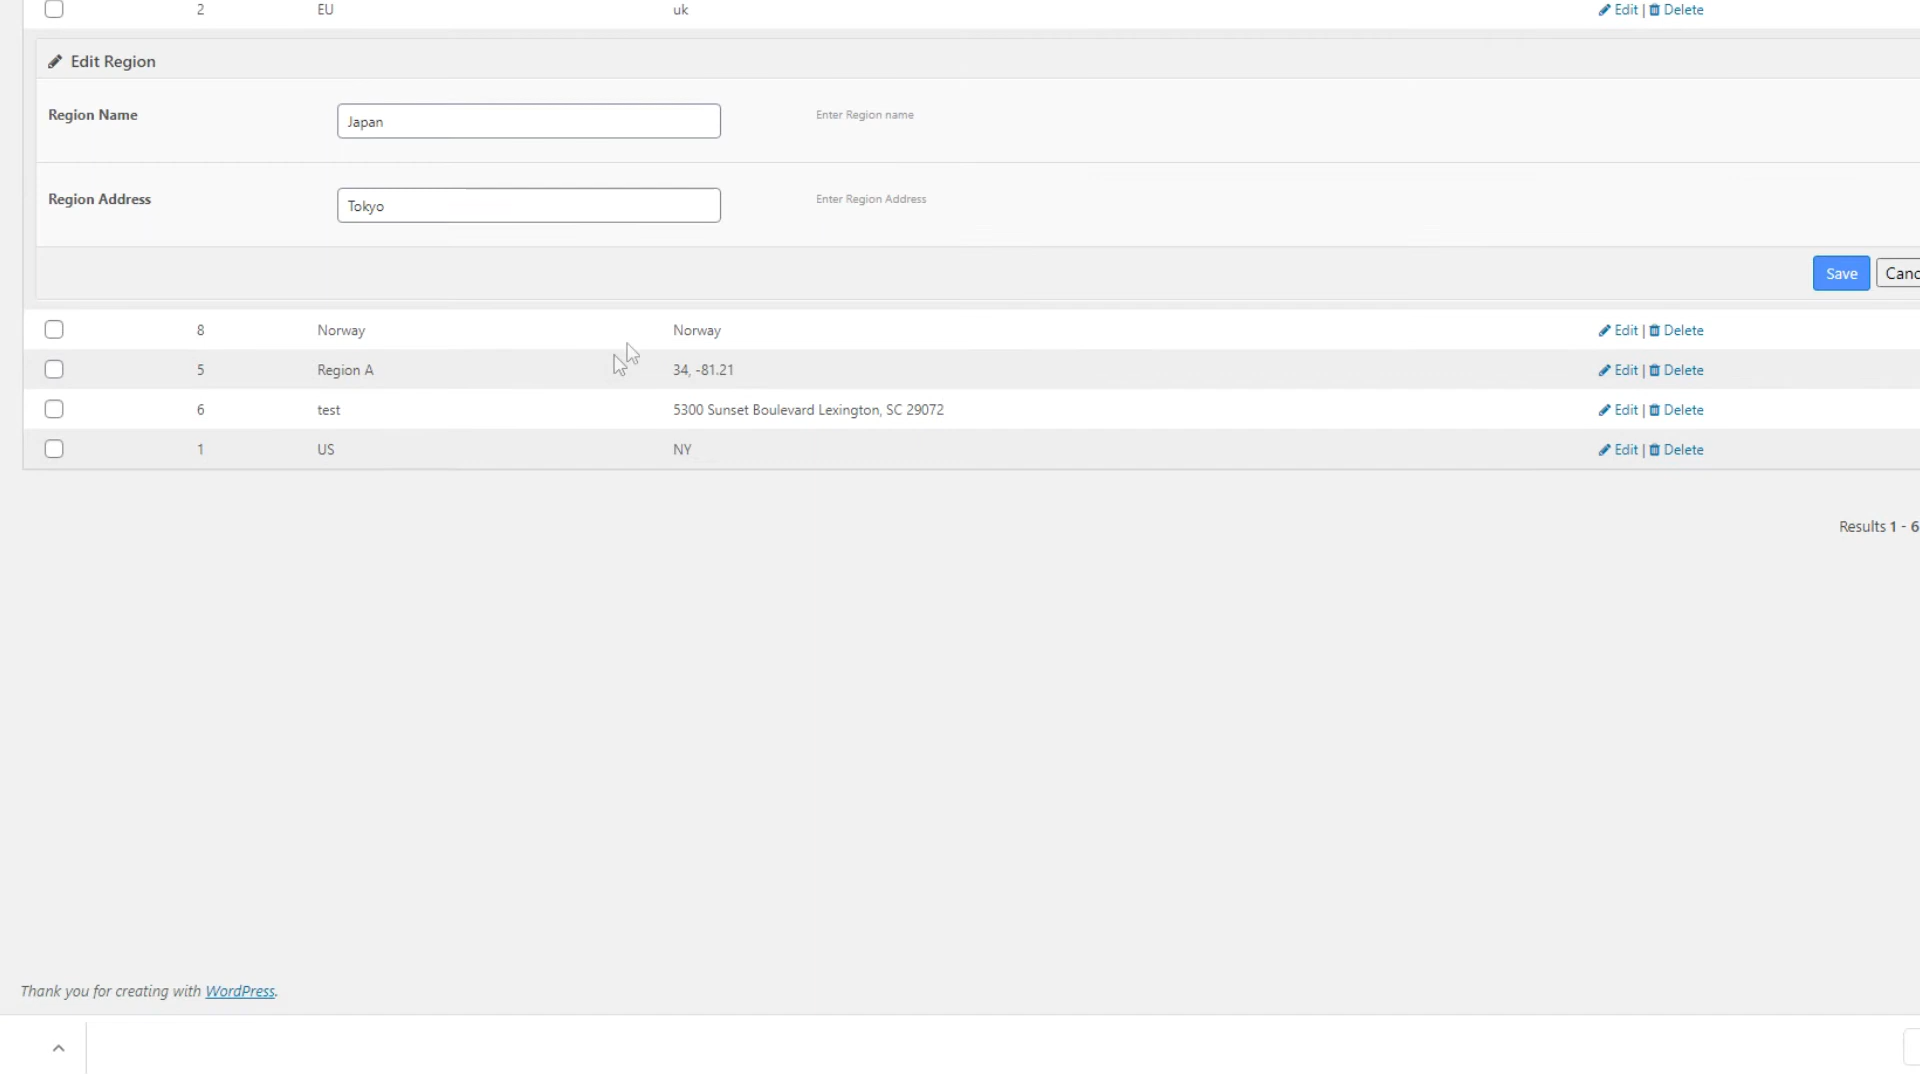 2 EU uk Edit | Delete
Edit Region
Region Name Japan Enter Region name
Region Address Tokyo Enter Region Address
Save Canc
8 Norway Norway Edit | Delete
5 Region A 34, -81.21 Edit | Delete
6 test 5300 Sunset Boulevard Lexington, SC 29072 Edit | Delete
1 US NY Edit | Delete
Results 1 - 6
Thank you for creating with WordPress.